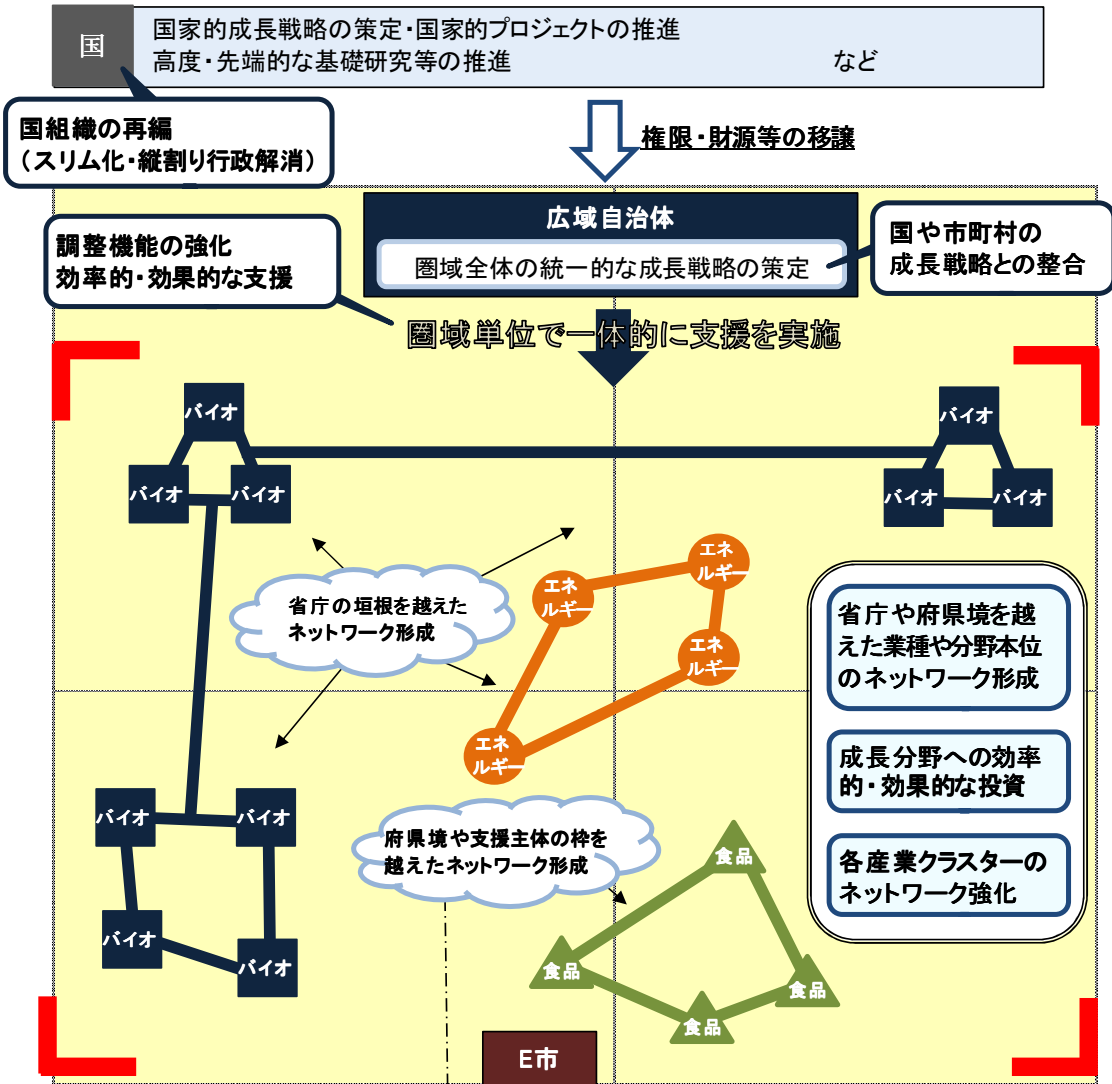 国
国家的成長戦略の策定・国家的プロジェクトの推進
高度・先端的な基礎研究等の推進 など
国組織の再編
（スリム化・縦割り行政解消）
権限・財源等の移譲
広域自治体
圏域全体の統一的な成長戦略の策定
国や市町村の
成長戦略との整合
調整機能の強化
効率的・効果的な支援
圏域単位で一体的に支援を実施
バイオ
バイオ
バイオ
バイオ
バイオ
バイオ
省庁の垣根を越えた
ネットワーク形成
エネ
ルギー
エネ
ルギー
エネ
ルギー
エネ
ルギー
省庁や府県境を越
えた業種や分野本位
のネットワーク形成
成長分野への効率
的・効果的な投資
各産業クラスターの
ネットワーク強化
バイオ
バイオ
バイオ
バイオ
府県境や支援主体の枠を
越えたネットワーク形成
食品
食品
食品
食品
E市